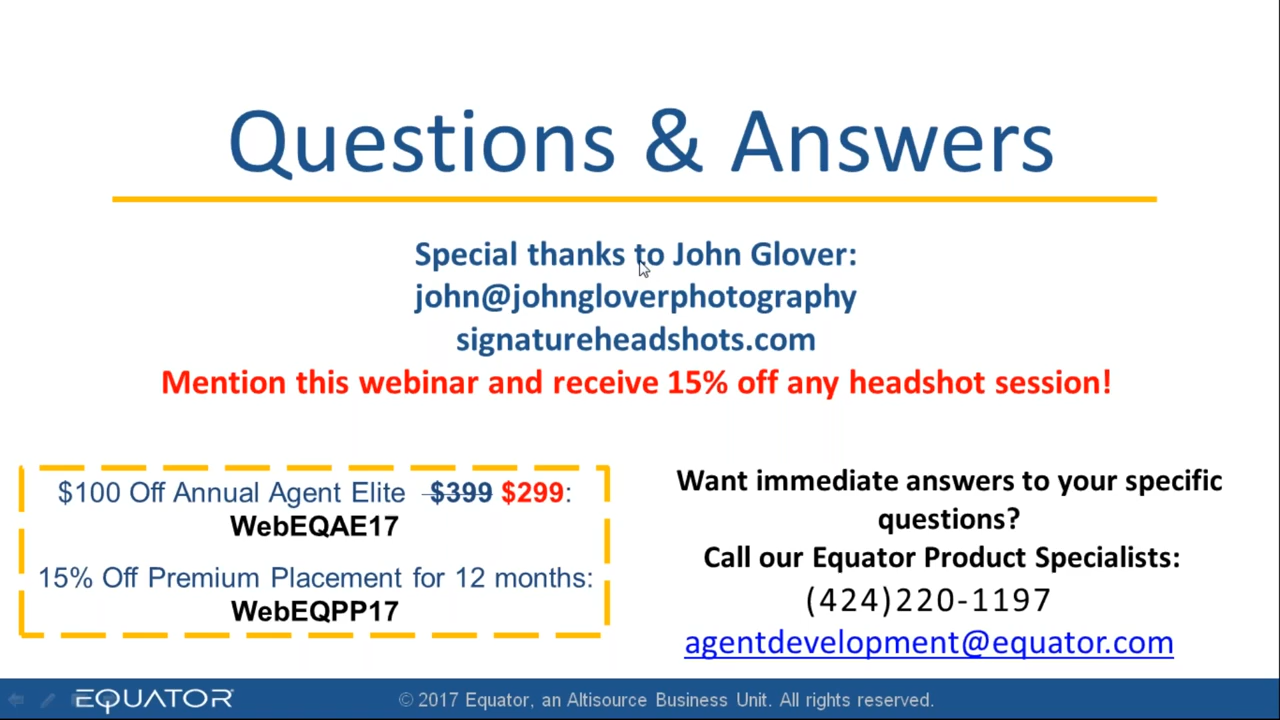 Questions & Answers
Special thanks to John Glover:
john@johngloverphotography
signatureheadshots.com
Mention this webinar and receive 15% off any headshot session!
$100 Off Annual Agent Elite $399 $299:
WebEQAE17
15% Off Premium Placement for 12 months:
WebEQPP17
Want immediate answers to your specific
questions?
Call our Equator Product Specialists:
(424)220-1197
agentdevelopment@equator.com
EQUATOR
© 2017 Equator, an Altisource Business Unit. All rights reserved.